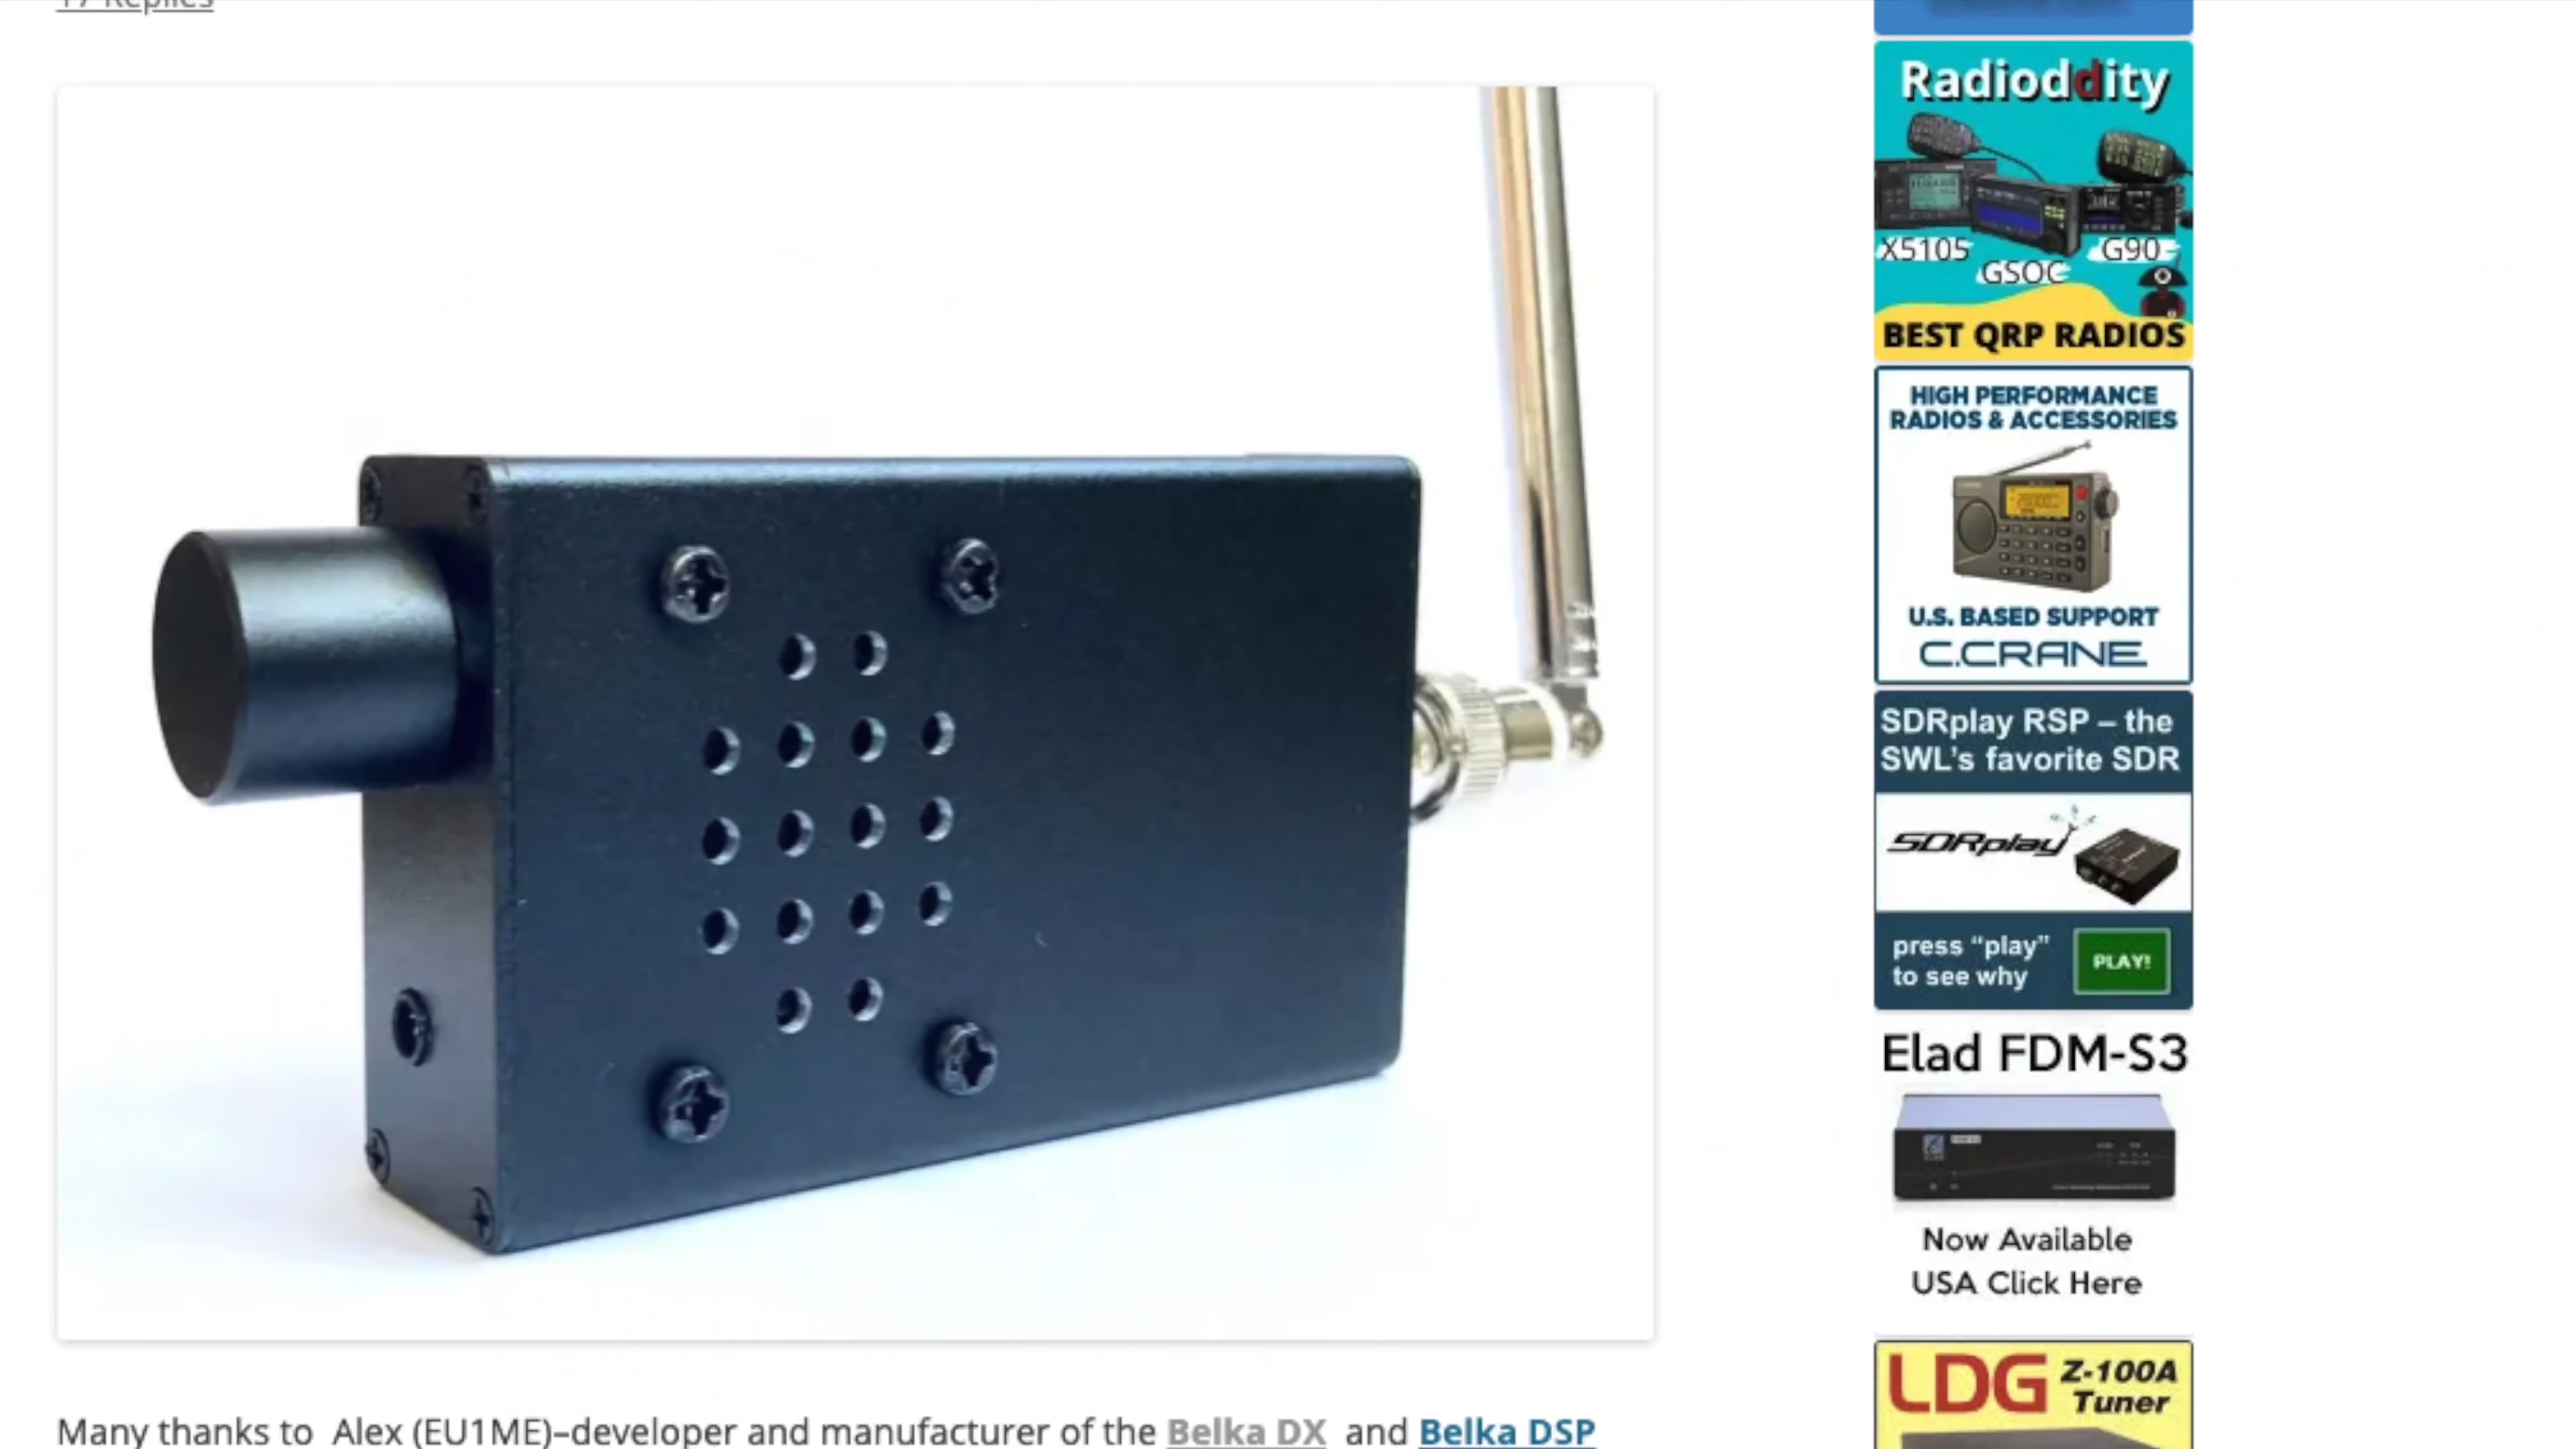 17 Replies
Many thanks to Alex (EU1ME)–developer and manufacturer of the Belka DX and Belka DSP
Radioddity
X5105
GSOC
G90
BEST QRP RADIOS
HIGH PERFORMANCE
RADIOS & ACCESSORIES
U.S. BASED SUPPORT
C.CRANE
SDRplay RSP – the
SWL's favorite SDR
SDRplay
press “play”
to see why
PLAY!
Elad FDM-S3
Now Available
USA Click Here
LDG Z-100A
Tuner